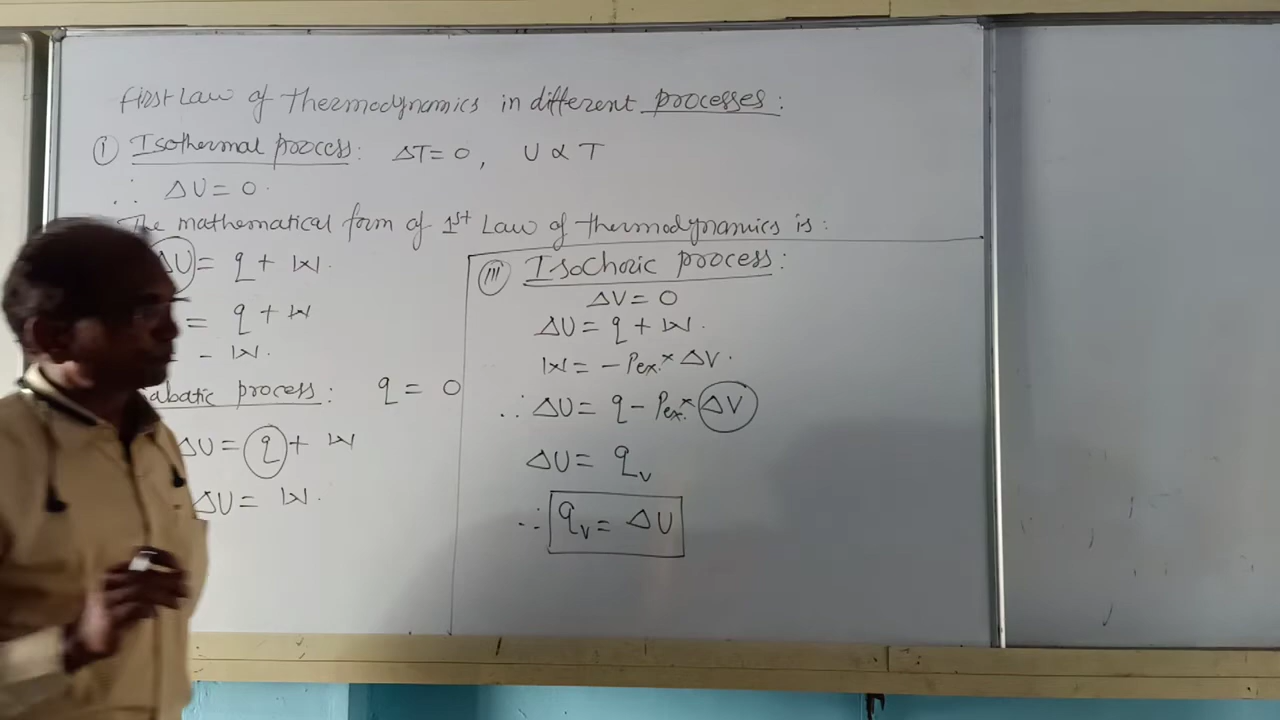 First Law of thermodynamics in different processes:
(i) Isothermal process: ΔT = 0, U ∝ T
∴ ΔU = 0.
The mathematical form of 1st Law of thermodynamics is:
ΔU = q + W.
= q + W
- W.
abatic process: q = 0
ΔU = q + W
ΔU = W.
(iii) Isochoric process:
ΔV = 0
ΔU = q + W.
W = - Pex. × ΔV.
∴ ΔU = q - Pex. × ΔV
ΔU = qv
∴ qv = ΔU